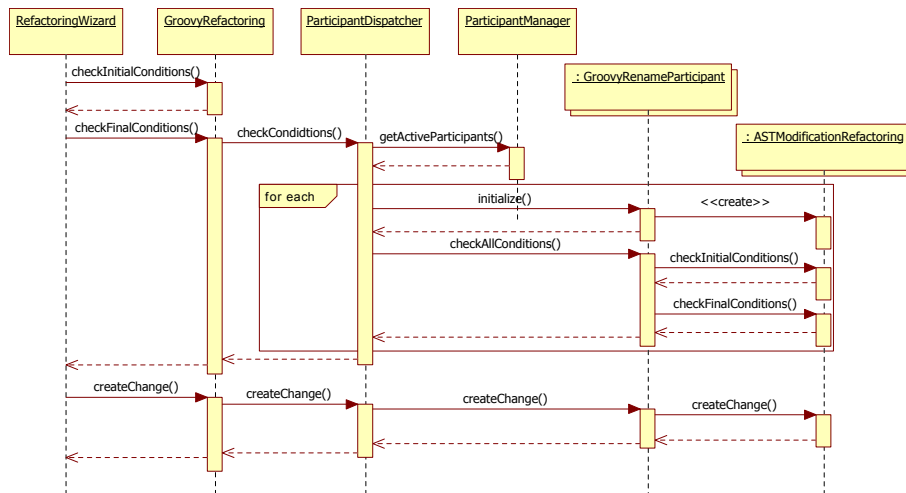 RefactoringWizard
GroovyRefactoring
ParticipantDispatcher
ParticipantManager
: GroovyRenameParticipant
: ASTModificationRefactoring
checkInitialConditions()
checkFinalConditions()
checkCondidtions()
getActiveParticipants()
for each
initialize()
<<create>>
checkAllConditions()
checkInitialConditions()
checkFinalConditions()
createChange()
createChange()
createChange()
createChange()